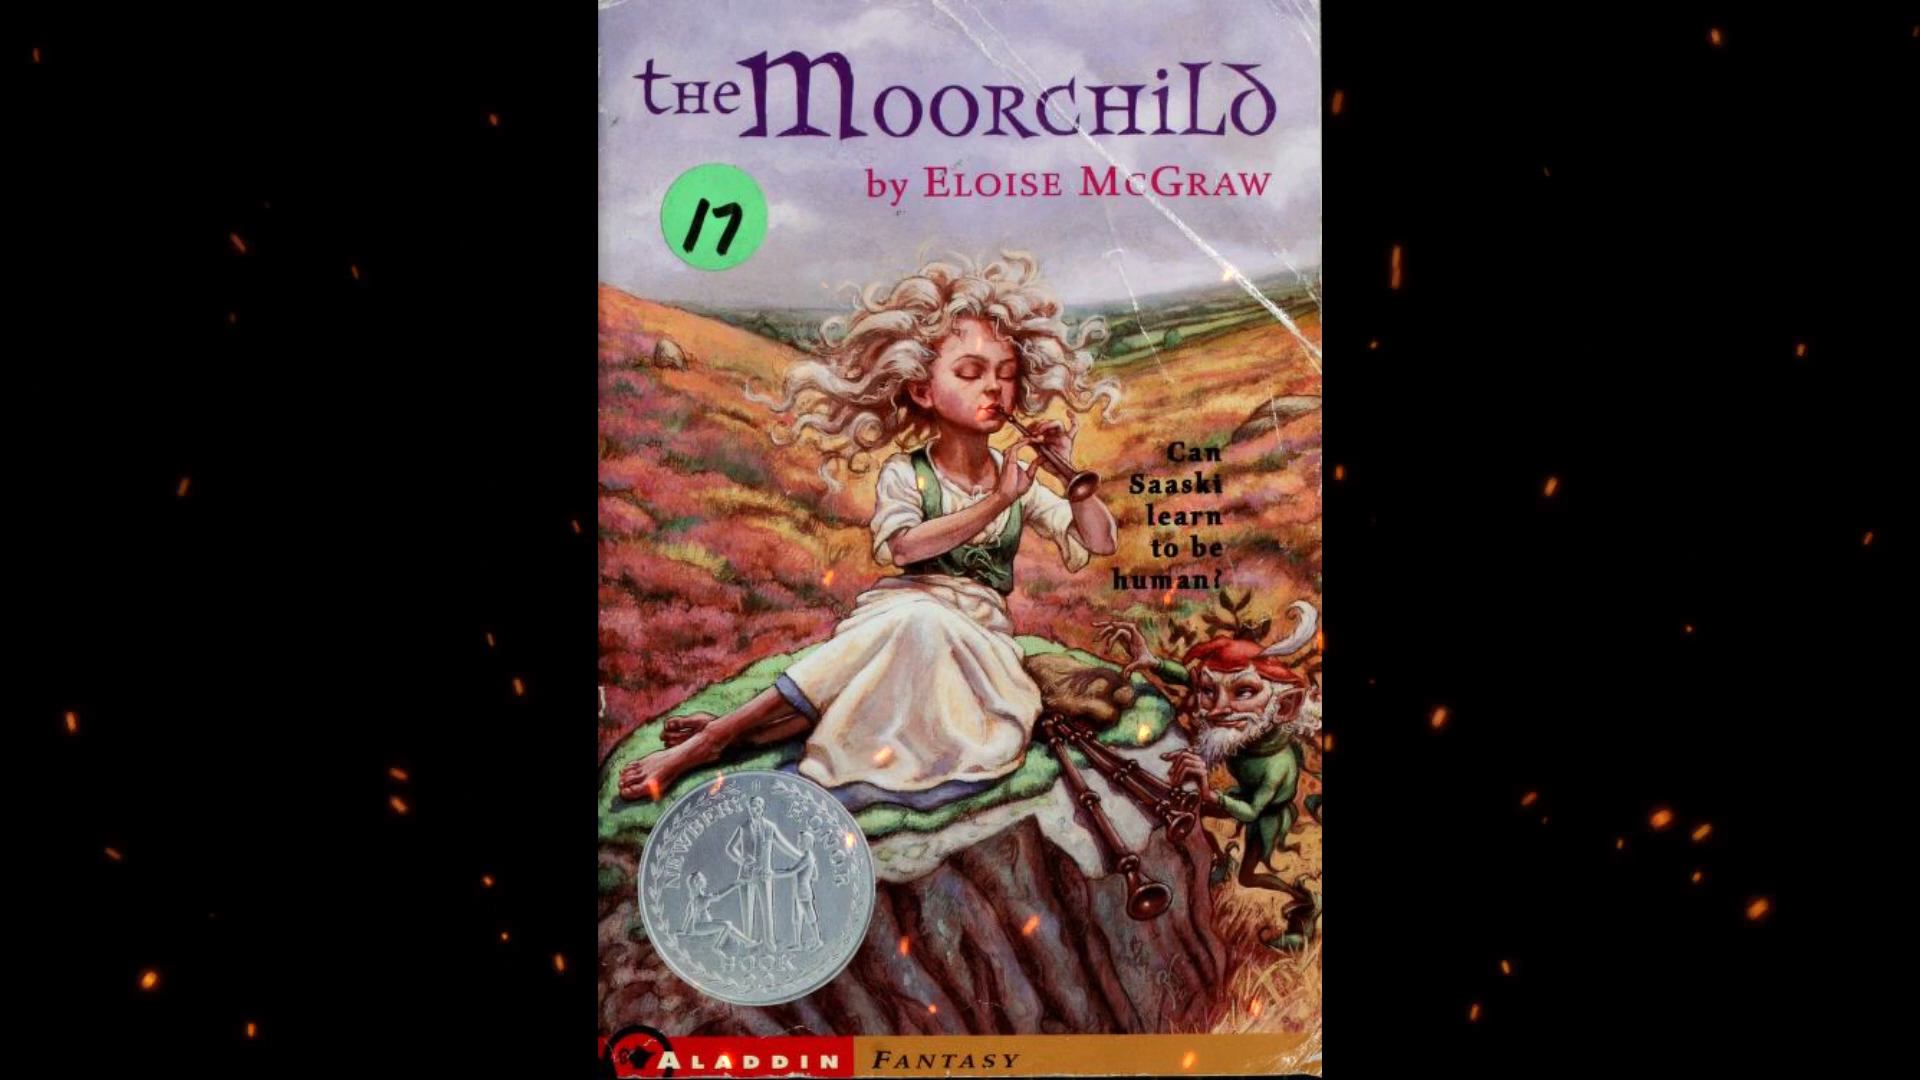 the Moorchild
by Eloise McGraw
17
Can
Saaski
learn
to be
human?
NEWBERY HONOR
BOOK
ALADDIN FANTASY